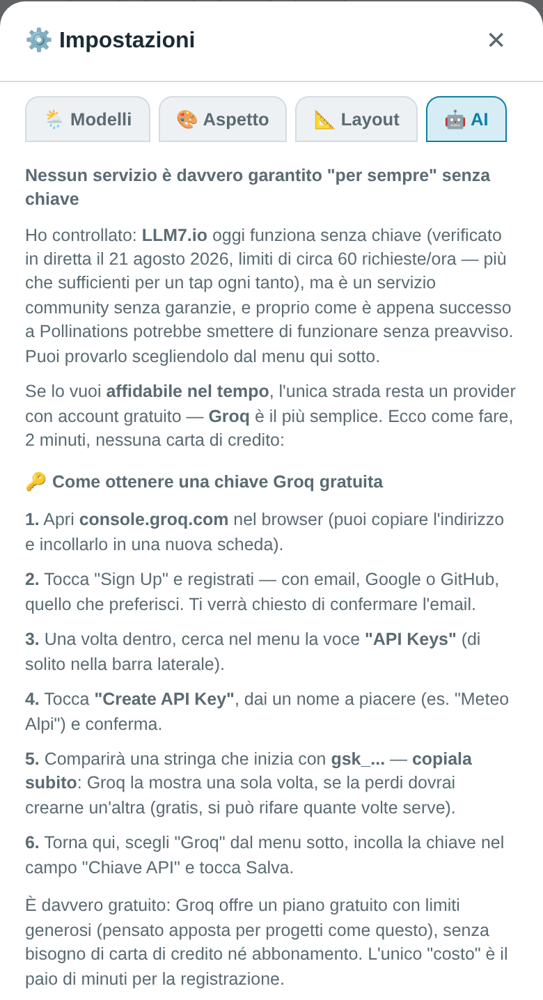 ⚙️ Impostazioni ✕
🌦️ Modelli 🎨 Aspetto 📐 Layout 🤖 AI
Nessun servizio è davvero garantito "per sempre" senza
chiave
Ho controllato: LLM7.io oggi funziona senza chiave (verificato
in diretta il 21 agosto 2026, limiti di circa 60 richieste/ora — più
che sufficienti per un tap ogni tanto), ma è un servizio
community senza garanzie, e proprio come è appena successo
a Pollinations potrebbe smettere di funzionare senza preavviso.
Puoi provarlo scegliendolo dal menu qui sotto.
Se lo vuoi affidabile nel tempo, l'unica strada resta un provider
con account gratuito — Groq è il più semplice. Ecco come fare,
2 minuti, nessuna carta di credito:
🔑 Come ottenere una chiave Groq gratuita
1. Apri console.groq.com nel browser (puoi copiare l'indirizzo
e incollarlo in una nuova scheda).
2. Tocca "Sign Up" e registrati — con email, Google o GitHub,
quello che preferisci. Ti verrà chiesto di confermare l'email.
3. Una volta dentro, cerca nel menu la voce "API Keys" (di
solito nella barra laterale).
4. Tocca "Create API Key", dai un nome a piacere (es. "Meteo
Alpi") e conferma.
5. Comparirà una stringa che inizia con gsk_... — copiala
subito: Groq la mostra una sola volta, se la perdi dovrai
crearne un'altra (gratis, si può rifare quante volte serve).
6. Torna qui, scegli "Groq" dal menu sotto, incolla la chiave nel
campo "Chiave API" e tocca Salva.
È davvero gratuito: Groq offre un piano gratuito con limiti
generosi (pensato apposta per progetti come questo), senza
bisogno di carta di credito né abbonamento. L'unico "costo" è il
paio di minuti per la registrazione.